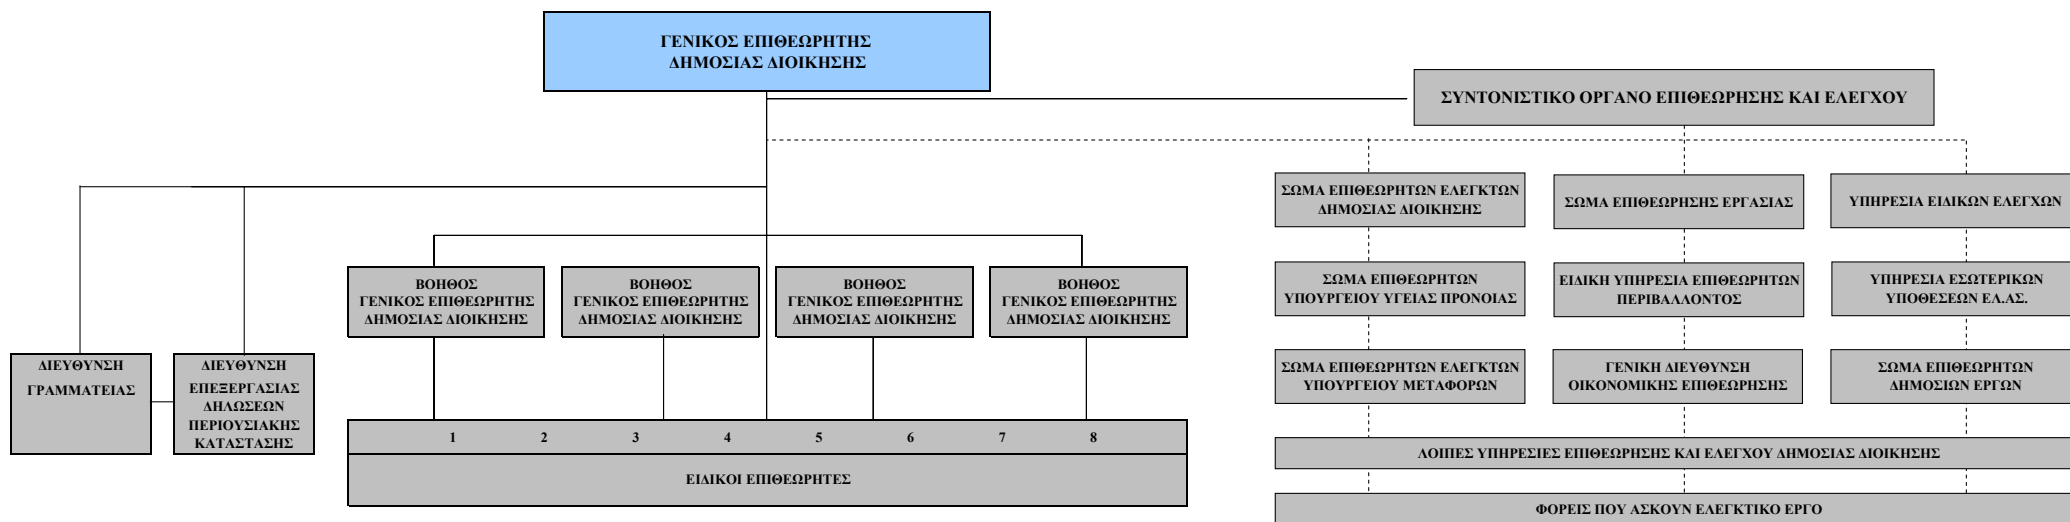 ΓΕΝΙΚΟΣ ΕΠΙΘΕΩΡΗΤΗΣ
ΔΗΜΟΣΙΑΣ ΔΙΟΙΚΗΣΗΣ
ΣΥΝΤΟΝΙΣΤΙΚΟ ΟΡΓΑΝΟ ΕΠΙΘΕΩΡΗΣΗΣ ΚΑΙ ΕΛΕΓΧΟΥ
ΣΩΜΑ ΕΠΙΘΕΩΡΗΤΩΝ ΕΛΕΓΚΤΩΝ
ΔΗΜΟΣΙΑΣ ΔΙΟΙΚΗΣΗΣ
ΣΩΜΑ ΕΠΙΘΕΩΡΗΣΗΣ ΕΡΓΑΣΙΑΣ
ΥΠΗΡΕΣΙΑ ΕΙΔΙΚΩΝ ΕΛΕΓΧΩΝ
ΒΟΗΘΟΣ
ΓΕΝΙΚΟΣ ΕΠΙΘΕΩΡΗΤΗΣ
ΔΗΜΟΣΙΑΣ ΔΙΟΙΚΗΣΗΣ
ΒΟΗΘΟΣ
ΓΕΝΙΚΟΣ ΕΠΙΘΕΩΡΗΤΗΣ
ΔΗΜΟΣΙΑΣ ΔΙΟΙΚΗΣΗΣ
ΒΟΗΘΟΣ
ΓΕΝΙΚΟΣ ΕΠΙΘΕΩΡΗΤΗΣ
ΔΗΜΟΣΙΑΣ ΔΙΟΙΚΗΣΗΣ
ΒΟΗΘΟΣ
ΓΕΝΙΚΟΣ ΕΠΙΘΕΩΡΗΤΗΣ
ΔΗΜΟΣΙΑΣ ΔΙΟΙΚΗΣΗΣ
ΣΩΜΑ ΕΠΙΘΕΩΡΗΤΩΝ
ΥΠΟΥΡΓΕΙΟΥ ΥΓΕΙΑΣ ΠΡΟΝΟΙΑΣ
ΕΙΔΙΚΗ ΥΠΗΡΕΣΙΑ ΕΠΙΘΕΩΡΗΤΩΝ
ΠΕΡΙΒΑΛΛΟΝΤΟΣ
ΥΠΗΡΕΣΙΑ ΕΣΩΤΕΡΙΚΩΝ
ΥΠΟΘΕΣΕΩΝ ΕΛ.ΑΣ.
ΔΙΕΥΘΥΝΣΗ
ΓΡΑΜΜΑΤΕΙΑΣ
ΔΙΕΥΘΥΝΣΗ
ΕΠΕΞΕΡΓΑΣΙΑΣ
ΔΗΛΩΣΕΩΝ
ΠΕΡΙΟΥΣΙΑΚΗΣ
ΚΑΤΑΣΤΑΣΗΣ
ΣΩΜΑ ΕΠΙΘΕΩΡΗΤΩΝ ΕΛΕΓΚΤΩΝ
ΥΠΟΥΡΓΕΙΟΥ ΜΕΤΑΦΟΡΩΝ
ΓΕΝΙΚΗ ΔΙΕΥΘΥΝΣΗ
ΟΙΚΟΝΟΜΙΚΗΣ ΕΠΙΘΕΩΡΗΣΗΣ
ΣΩΜΑ ΕΠΙΘΕΩΡΗΤΩΝ
ΔΗΜΟΣΙΩΝ ΕΡΓΩΝ
1 2 3 4 5 6 7 8
ΕΙΔΙΚΟΙ ΕΠΙΘΕΩΡΗΤΕΣ
ΛΟΙΠΕΣ ΥΠΗΡΕΣΙΕΣ ΕΠΙΘΕΩΡΗΣΗΣ ΚΑΙ ΕΛΕΓΧΟΥ ΔΗΜΟΣΙΑΣ ΔΙΟΙΚΗΣΗΣ
ΦΟΡΕΙΣ ΠΟΥ ΑΣΚΟΥΝ ΕΛΕΓΚΤΙΚΟ ΕΡΓΟ